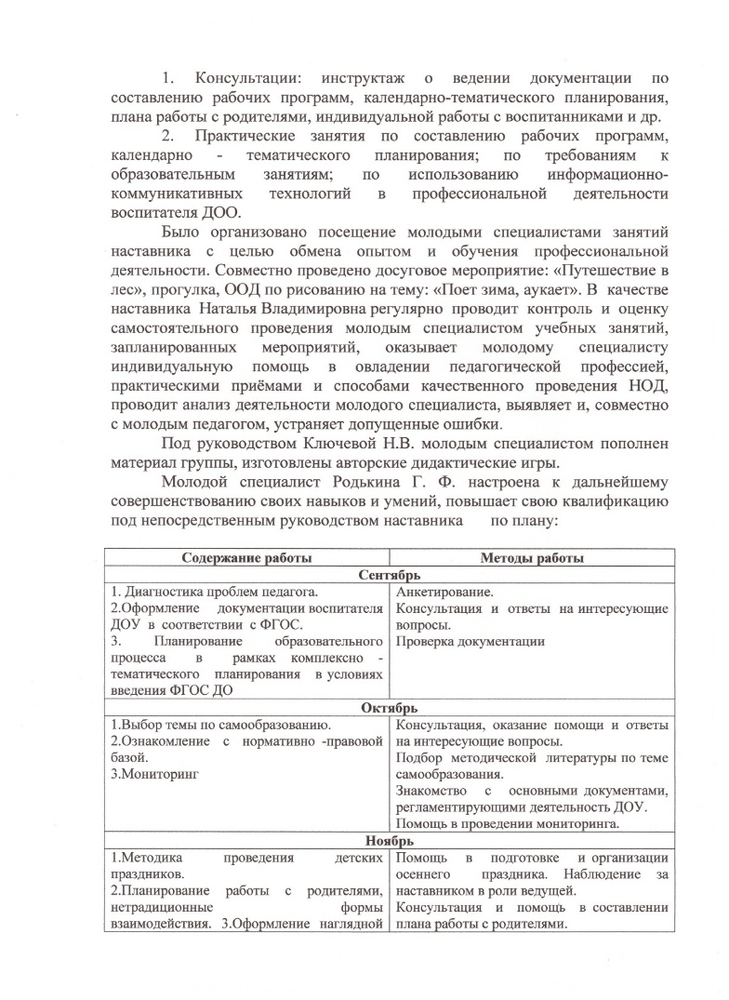 1. Консультации: инструктаж о ведении документации по
составлению рабочих программ, календарно-тематического планирования,
плана работы с родителями, индивидуальной работы с воспитанниками и др.
2. Практические занятия по составлению рабочих программ,
календарно - тематического планирования; по требованиям к
образовательным занятиям; по использованию информационно-
коммуникативных технологий в профессиональной деятельности
воспитателя ДОО.
Было организовано посещение молодыми специалистами занятий
наставника с целью обмена опытом и обучения профессиональной
деятельности. Совместно проведено досуговое мероприятие: «Путешествие в
лес», прогулка, ООД по рисованию на тему: «Поет зима, аукает». В качестве
наставника Наталья Владимировна регулярно проводит контроль и оценку
самостоятельного проведения молодым специалистом учебных занятий,
запланированных мероприятий, оказывает молодому специалисту
индивидуальную помощь в овладении педагогической профессией,
практическими приёмами и способами качественного проведения НОД,
проводит анализ деятельности молодого специалиста, выявляет и, совместно
с молодым педагогом, устраняет допущенные ошибки.
Под руководством Ключевой Н.В. молодым специалистом пополнен
материал группы, изготовлены авторские дидактические игры.
Молодой специалист Родькина Г. Ф. настроена к дальнейшему
совершенствованию своих навыков и умений, повышает свою квалификацию
под непосредственным руководством наставника по плану:
Содержание работы
Методы работы
Сентябрь
1. Диагностика проблем педагога.
2.Оформление документации воспитателя
ДОУ в соответствии с ФГОС.
3. Планирование образовательного
процесса в рамках комплексно -
тематического планирования в условиях
введения ФГОС ДО
Анкетирование.
Консультация и ответы на интересующие
вопросы.
Проверка документации
Октябрь
1.Выбор темы по самообразованию.
2.Ознакомление с нормативно -правовой
базой.
3.Мониторинг
Консультация, оказание помощи и ответы
на интересующие вопросы.
Подбор методической литературы по теме
самообразования.
Знакомство с основными документами,
регламентирующими деятельность ДОУ.
Помощь в проведении мониторинга.
Ноябрь
1.Методика проведения детских
праздников.
2.Планирование работы с родителями,
нетрадиционные формы
взаимодействия. 3.Оформление наглядной
Помощь в подготовке и организации
осеннего праздника. Наблюдение за
наставником в роли ведущей.
Консультация и помощь в составлении
плана работы с родителями.